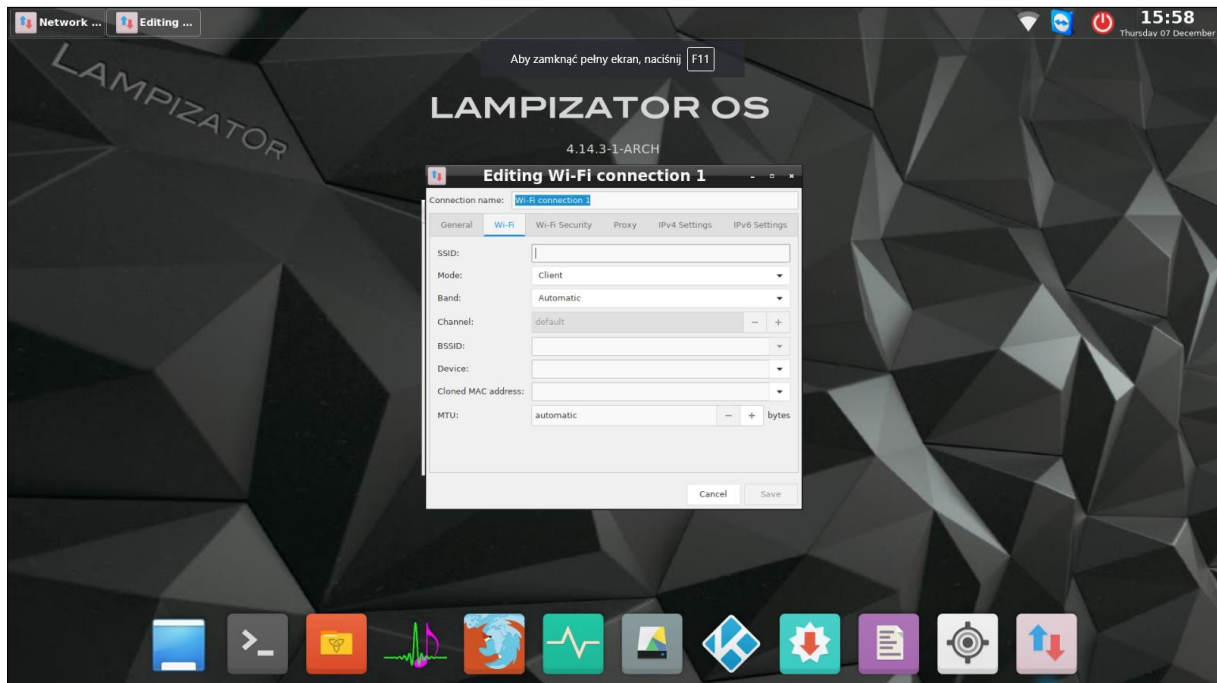 Network ...
Editing ...
15:58
Thursday 07 December
LAMPIZATOR
Aby zamknąć pełny ekran, naciśnij F11
LAMPIZATOR OS
4.14.3-1-ARCH
Editing Wi-Fi connection 1
Connection name: Wi-Fi connection 1
General Wi-Fi Wi-Fi Security Proxy IPv4 Settings IPv6 Settings
SSID:
Mode: Client
Band: Automatic
Channel: default
BSSID:
Device:
Cloned MAC address:
MTU: automatic bytes
Cancel Save